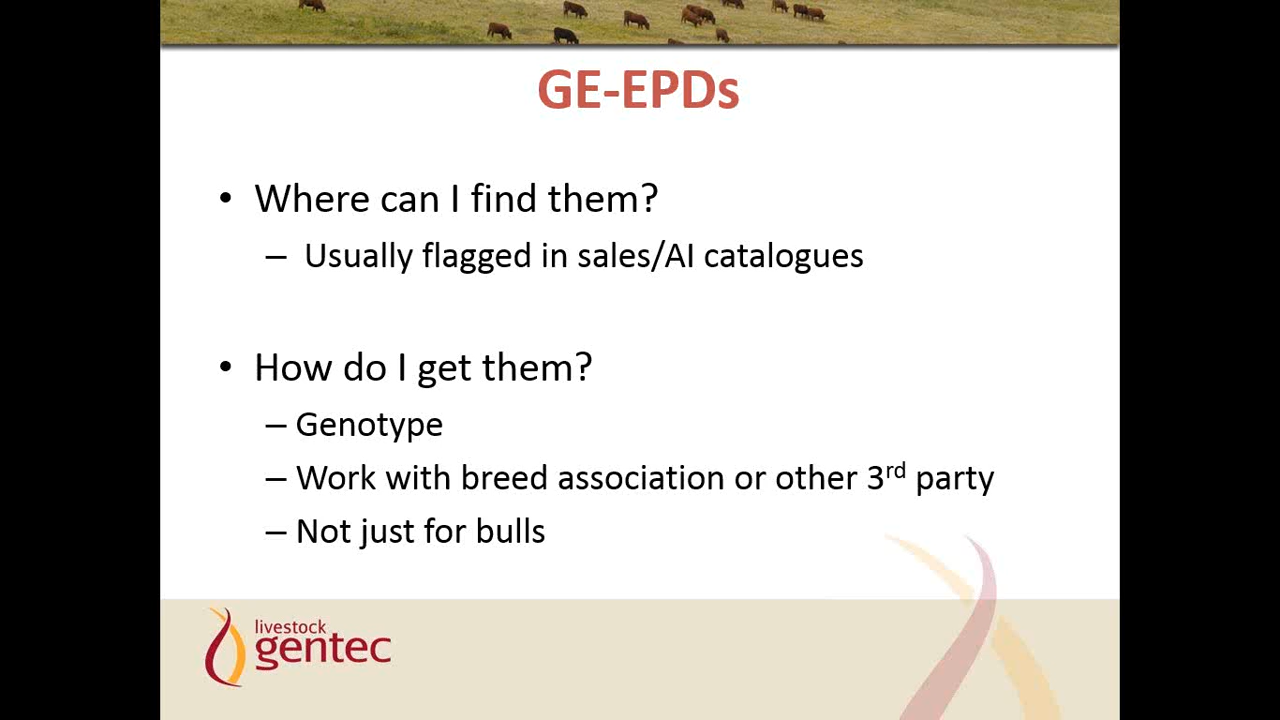 GE-EPDs
• Where can I find them?
– Usually flagged in sales/AI catalogues
• How do I get them?
– Genotype
– Work with breed association or other 3rd party
– Not just for bulls
livestock
gentec